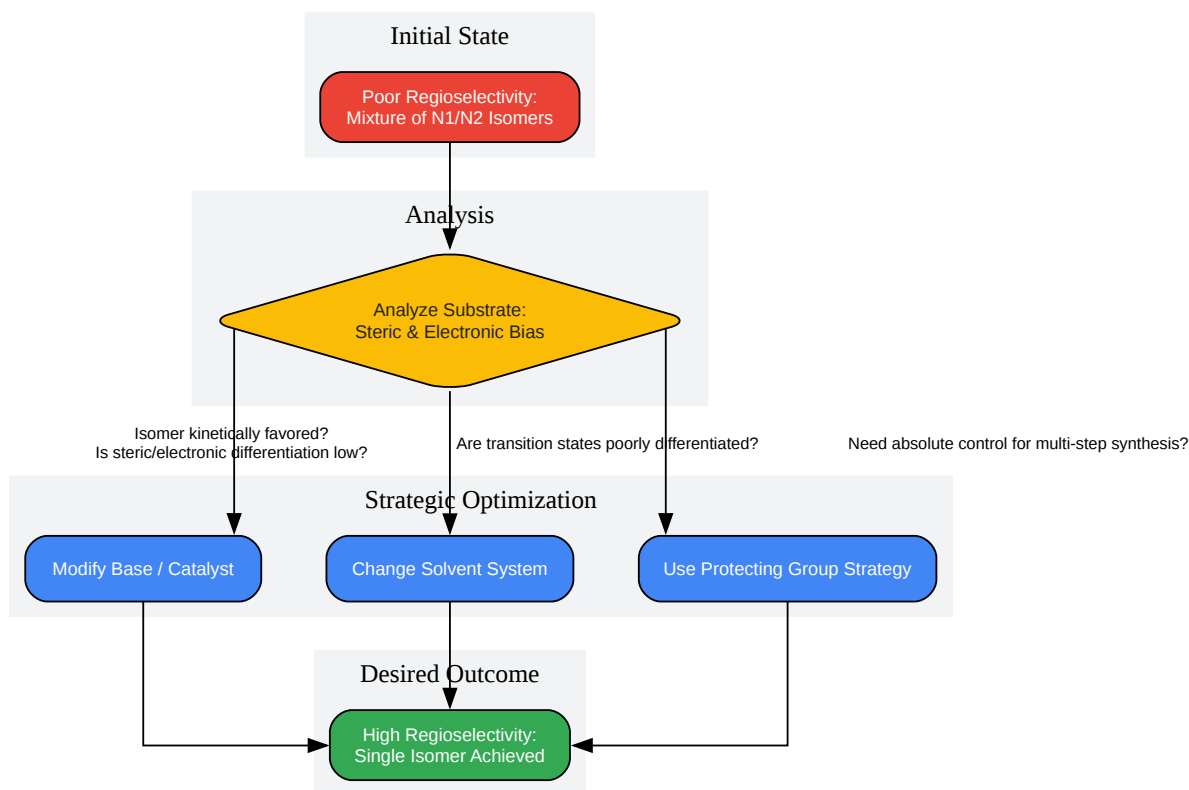 Initial State
Poor Regioselectivity:
Mixture of N1/N2 Isomers
Analysis
Analyze Substrate:
Steric & Electronic Bias
Isomer kinetically favored?
Is steric/electronic differentiation low?
Are transition states poorly differentiated?
Need absolute control for multi-step synthesis?
Strategic Optimization
Modify Base / Catalyst
Change Solvent System
Use Protecting Group Strategy
Desired Outcome
High Regioselectivity:
Single Isomer Achieved